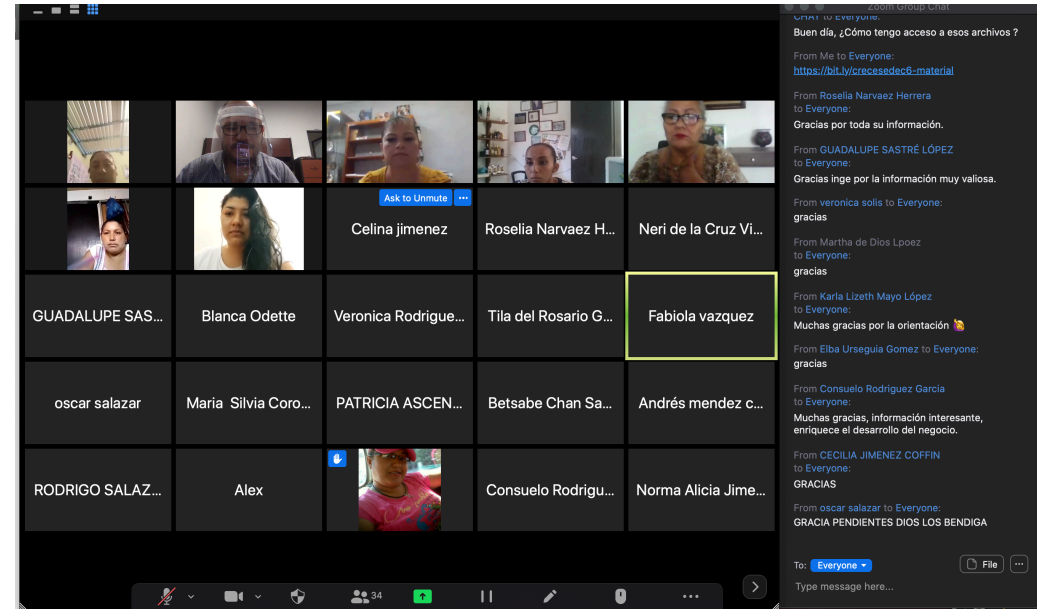 Zoom Group Chat
CHAT to Everyone:
Buen día, ¿Cómo tengo acceso a esos archivos ?
From Me to Everyone:
https://bit.ly/crecesedec6-material
From Roselia Narvaez Herrera
to Everyone:
Gracias por toda su información.
From GUADALUPE SASTRÉ LÓPEZ
to Everyone:
Gracias inge por la información muy valiosa.
From veronica solis to Everyone:
gracias
From Martha de Dios Lpoez
to Everyone:
gracias
From Karla Lizeth Mayo López
to Everyone:
Muchas gracias por la orientación 🙋
From Elba Urseguia Gomez to Everyone:
gracias
From Consuelo Rodriguez Garcia
to Everyone:
Muchas gracias, información interesante,
enriquece el desarrollo del negocio.
From CECILIA JIMENEZ COFFIN
to Everyone:
GRACIAS
From oscar salazar to Everyone:
GRACIA PENDIENTES DIOS LOS BENDIGA
To: Everyone
File
Type message here...
Ask to Unmute
Celina jimenez
Roselia Narvaez H...
Neri de la Cruz Vi...
GUADALUPE SAS...
Blanca Odette
Veronica Rodrigue...
Tila del Rosario G...
Fabiola vazquez
oscar salazar
Maria Silvia Coro...
PATRICIA ASCEN...
Betsabe Chan Sa...
Andrés mendez c...
RODRIGO SALAZ...
Alex
Consuelo Rodrigu...
Norma Alicia Jime...
34